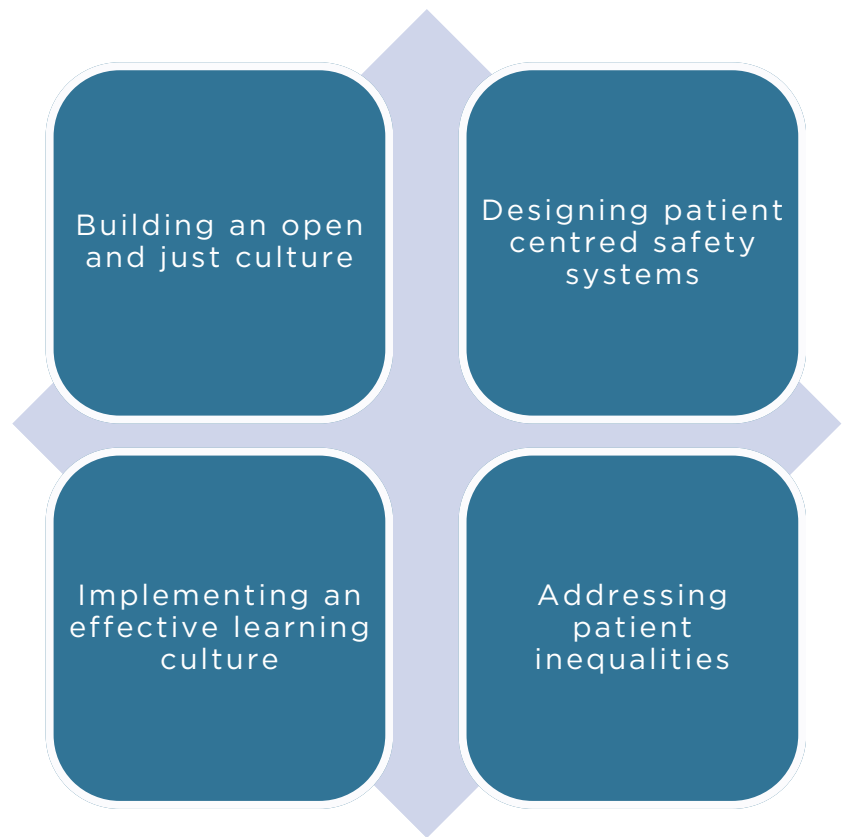 Building an open
and just culture
Designing patient
centred safety
systems
Implementing an
effective learning
culture
Addressing
patient
inequalities